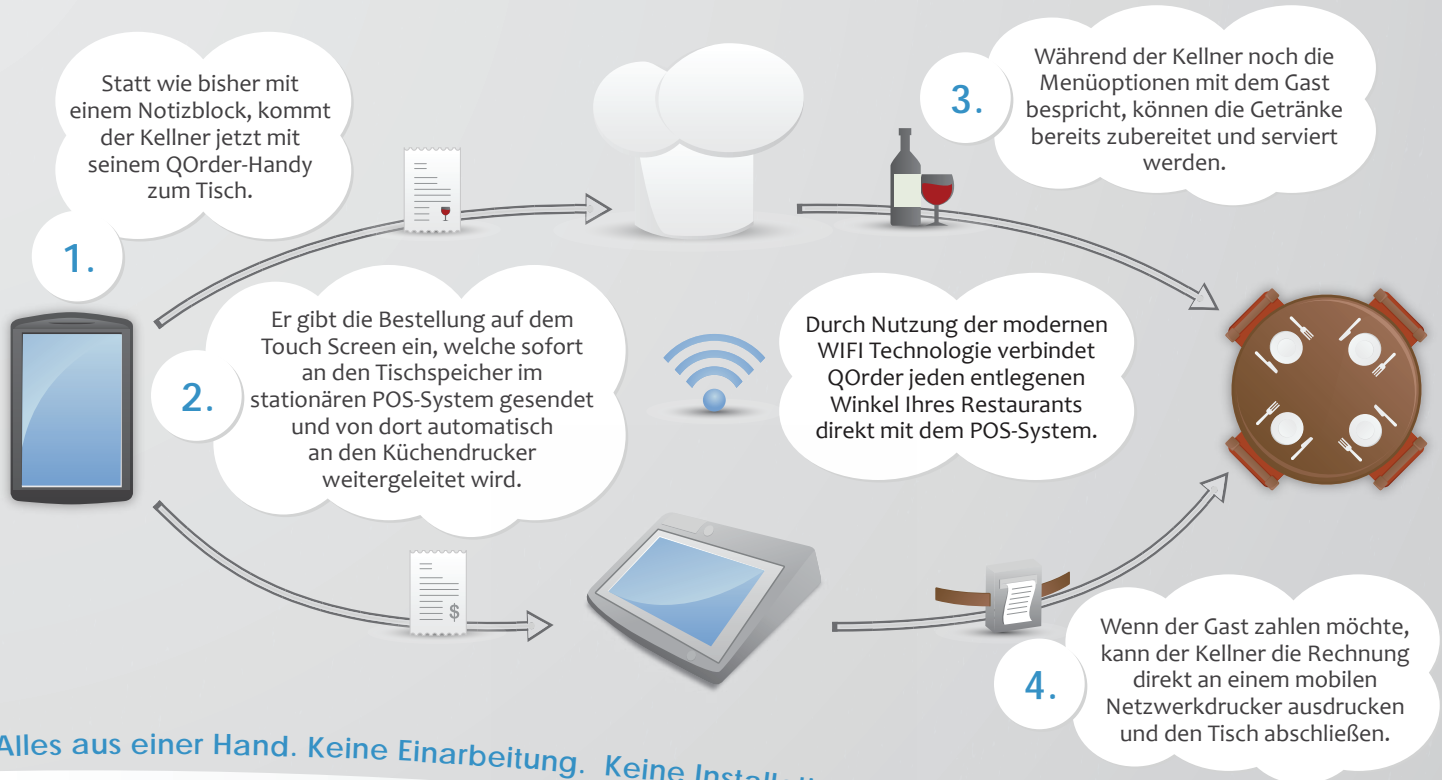 Statt wie bisher mit
einem Notizblock, kommt
der Kellner jetzt mit
seinem QOrder-Handy
zum Tisch.
1.
Er gibt die Bestellung auf dem
Touch Screen ein, welche sofort
an den Tischspeicher im
stationären POS-System gesendet
und von dort automatisch
an den Küchendrucker
weitergeleitet wird.
2.
3.
Während der Kellner noch die
Menüoptionen mit dem Gast
bespricht, können die Getränke
bereits zubereitet und serviert
werden.
Durch Nutzung der modernen
WIFI Technologie verbindet
QOrder jeden entlegenen
Winkel Ihres Restaurants
direkt mit dem POS-System.
$
4.
Wenn der Gast zahlen möchte,
kann der Kellner die Rechnung
direkt an einem mobilen
Netzwerkdrucker ausdrucken
und den Tisch abschließen.
Alles aus einer Hand. Keine Einarbeitung. Keine